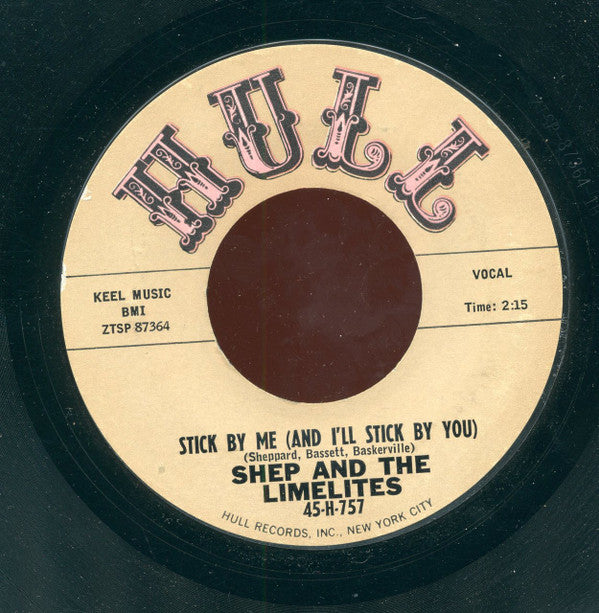 HULL
KEEL MUSIC
BMI
ZTSP 87364
VOCAL
Time: 2:15
STICK BY ME (AND I'LL STICK BY YOU)
(Sheppard, Bassett, Baskerville)
SHEP AND THE
LIMELITES
45-H-757
HULL RECORDS, INC., NEW YORK CITY